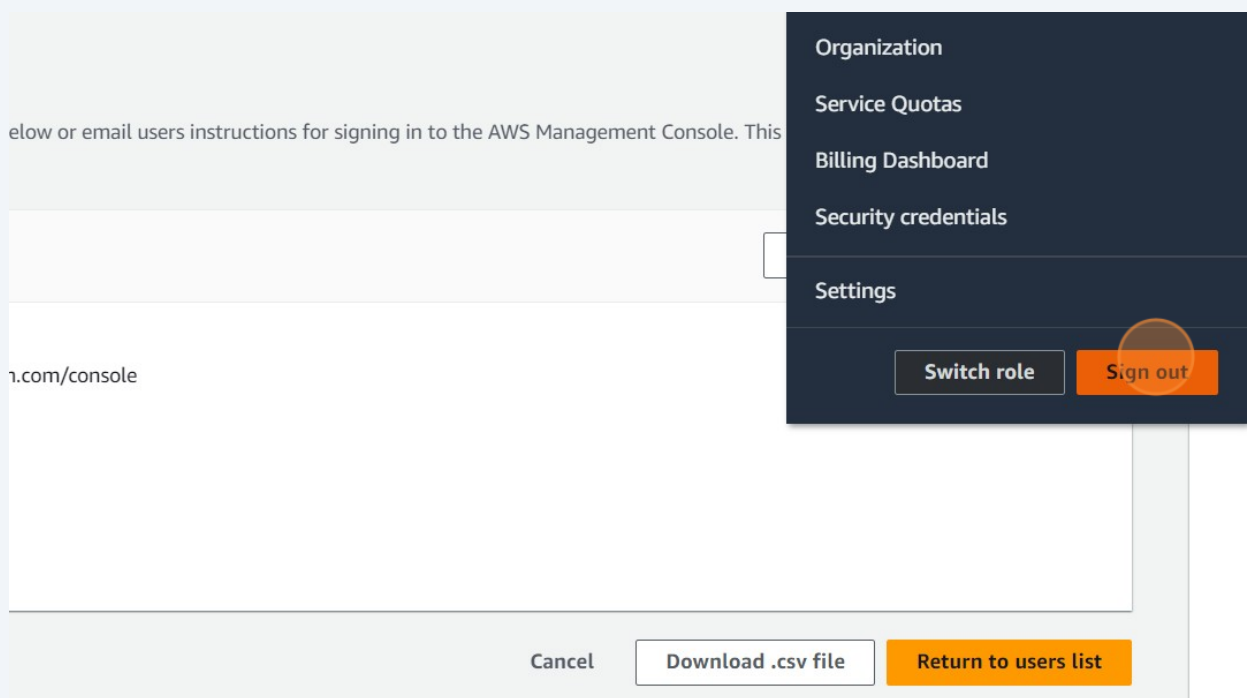 Organization
Service Quotas
elow or email users instructions for signing in to the AWS Management Console. This
Billing Dashboard
Security credentials
Settings
Switch role
Sign out
n.com/console
Cancel
Download .csv file
Return to users list